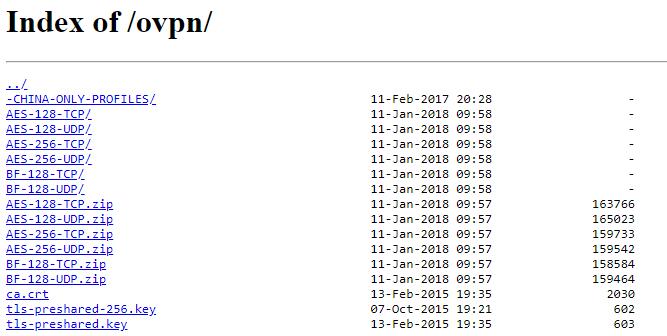 Index of /ovpn/
../
-CHINA-ONLY-PROFILES/ 11-Feb-2017 20:28 -
AES-128-TCP/ 11-Jan-2018 09:58 -
AES-128-UDP/ 11-Jan-2018 09:58 -
AES-256-TCP/ 11-Jan-2018 09:58 -
AES-256-UDP/ 11-Jan-2018 09:58 -
BF-128-TCP/ 11-Jan-2018 09:58 -
BF-128-UDP/ 11-Jan-2018 09:58 -
AES-128-TCP.zip 11-Jan-2018 09:57 163766
AES-128-UDP.zip 11-Jan-2018 09:57 165023
AES-256-TCP.zip 11-Jan-2018 09:57 159733
AES-256-UDP.zip 11-Jan-2018 09:57 159542
BF-128-TCP.zip 11-Jan-2018 09:57 158584
BF-128-UDP.zip 11-Jan-2018 09:57 159464
ca.crt 13-Feb-2015 19:35 2030
tls-preshared-256.key 07-Oct-2015 19:21 602
tls-preshared.key 13-Feb-2015 19:35 603